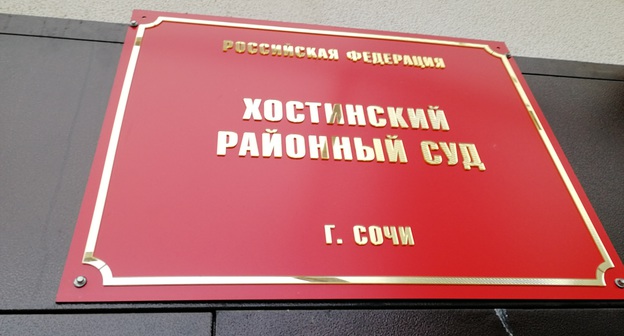 РОССИЙСКАЯ ФЕДЕРАЦИЯ
ХОСТИНСКИЙ
РАЙОННЫЙ СУД
Г. СОЧИ